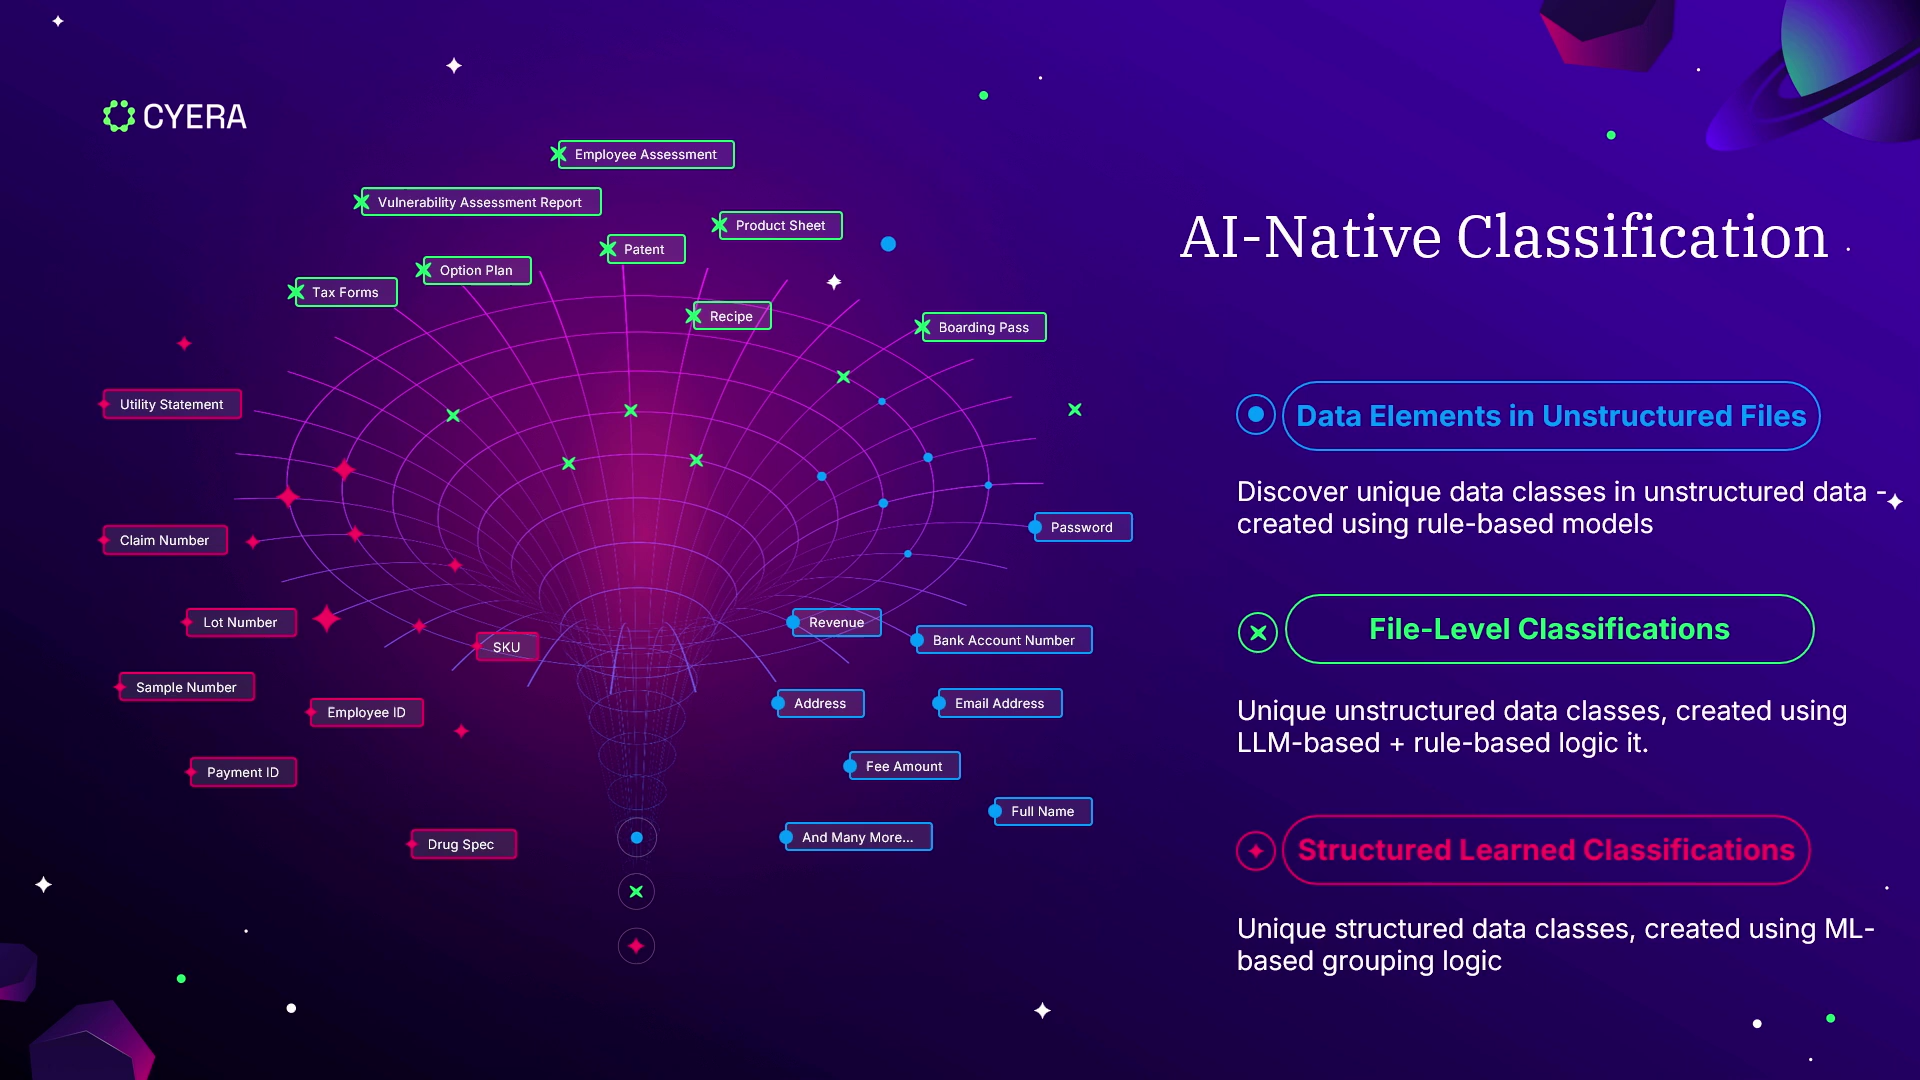 CYERA
Employee Assessment
Vulnerability Assessment Report
Product Sheet
Patent
Option Plan
Tax Forms
Recipe
Boarding Pass
Utility Statement
Claim Number
Password
Lot Number
Revenue
SKU
Bank Account Number
Sample Number
Employee ID
Address
Email Address
Payment ID
Fee Amount
Full Name
Drug Spec
And Many More...
AI-Native Classification
Data Elements in Unstructured Files
Discover unique data classes in unstructured data -
created using rule-based models
File-Level Classifications
Unique unstructured data classes, created using
LLM-based + rule-based logic it.
Structured Learned Classifications
Unique structured data classes, created using ML-
based grouping logic